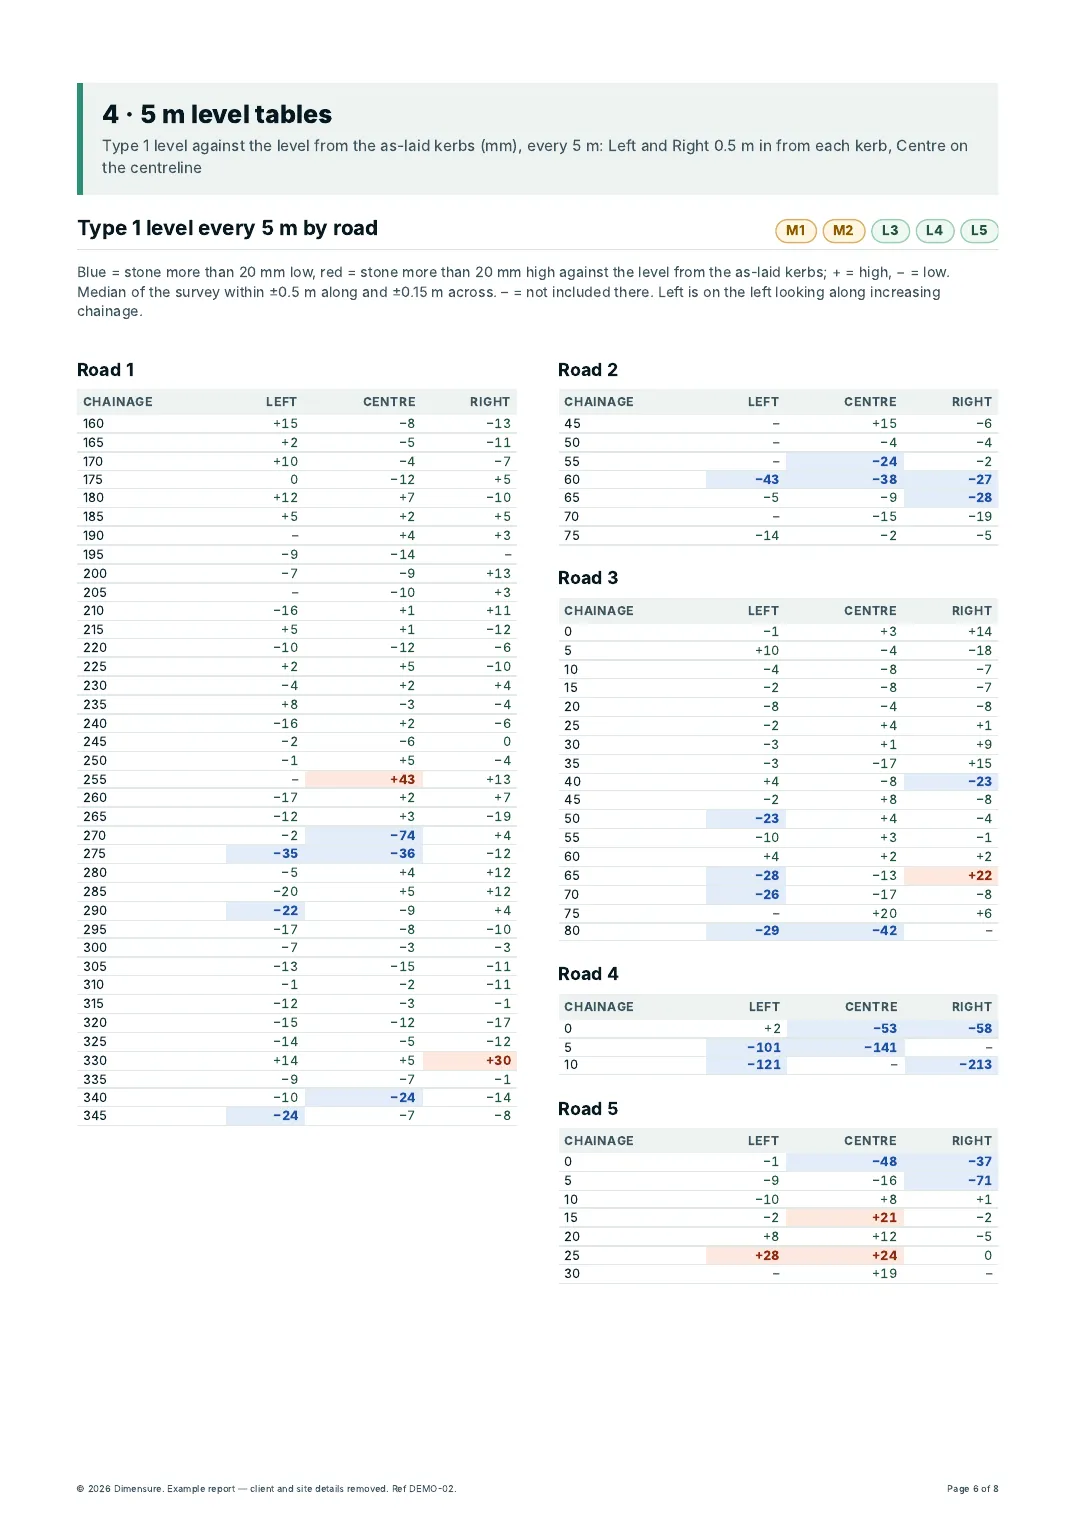 4 · 5 m level tables
Type 1 level against the level from the as-laid kerbs (mm), every 5 m: Left and Right 0.5 m in from each kerb, Centre on
the centreline
Type 1 level every 5 m by road
M1 M2 L3 L4 L5
Blue = stone more than 20 mm low, red = stone more than 20 mm high against the level from the as-laid kerbs; + = high, − = low.
Median of the survey within ±0.5 m along and ±0.15 m across. – = not included there. Left is on the left looking along increasing
chainage.
Road 1
CHAINAGE LEFT CENTRE RIGHT
160 +15 −8 −13
165 +2 −5 −11
170 +10 −4 −7
175 0 −12 +5
180 +12 +7 −10
185 +5 +2 +5
190 – +4 +3
195 −9 −14 –
200 −7 −9 +13
205 – −10 +3
210 −16 +1 +11
215 +5 +1 −12
220 −10 −12 −6
225 +2 +5 −10
230 −4 +2 +4
235 +8 −3 −4
240 −16 +2 −6
245 −2 −6 0
250 −1 +5 −4
255 – +43 +13
260 −17 +2 +7
265 −12 +3 −19
270 −2 −74 +4
275 −35 −36 −12
280 −5 +4 +12
285 −20 +5 +12
290 −22 −9 +4
295 −17 −8 −10
300 −7 −3 −3
305 −13 −15 −11
310 −1 −2 −11
315 −12 −3 −1
320 −15 −12 −17
325 −14 −5 −12
330 +14 +5 +30
335 −9 −7 −1
340 −10 −24 −14
345 −24 −7 −8
Road 2
CHAINAGE LEFT CENTRE RIGHT
45 – +15 −6
50 – −4 −4
55 – −24 −2
60 −43 −38 −27
65 −5 −9 −28
70 – −15 −19
75 −14 −2 −5
Road 3
CHAINAGE LEFT CENTRE RIGHT
0 −1 +3 +14
5 +10 −4 −18
10 −4 −8 −7
15 −2 −8 −7
20 −8 −4 −8
25 −2 +4 +1
30 −3 +1 +9
35 −3 −17 +15
40 +4 −8 −23
45 −2 +8 −8
50 −23 +4 −4
55 −10 +3 −1
60 +4 +2 +2
65 −28 −13 +22
70 −26 −17 −8
75 – +20 +6
80 −29 −42 –
Road 4
CHAINAGE LEFT CENTRE RIGHT
0 +2 −53 −58
5 −101 −141 –
10 −121 – −213
Road 5
CHAINAGE LEFT CENTRE RIGHT
0 −1 −48 −37
5 −9 −16 −71
10 −10 +8 +1
15 −2 +21 −2
20 +8 +12 −5
25 +28 +24 0
30 – +19 –
© 2026 Dimensure. Example report — client and site details removed. Ref DEMO-02.
Page 6 of 8